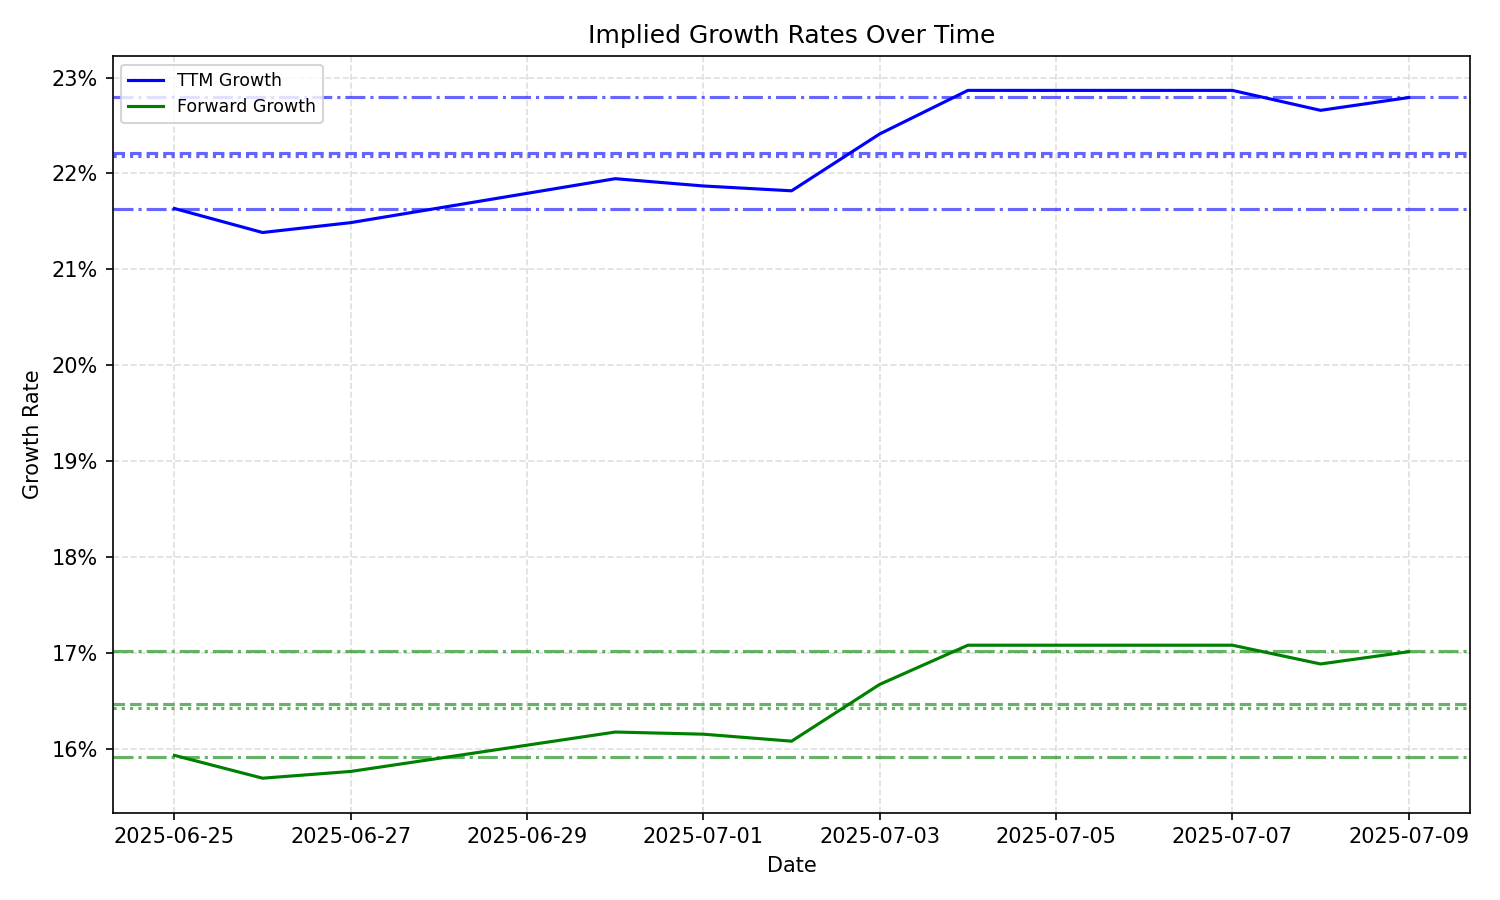 Implied Growth Rates Over Time
TTM Growth
Forward Growth
23%
22%
21%
20%
19%
18%
17%
16%
Growth Rate
2025-06-25 2025-06-27 2025-06-29 2025-07-01 2025-07-03 2025-07-05 2025-07-07 2025-07-09
Date